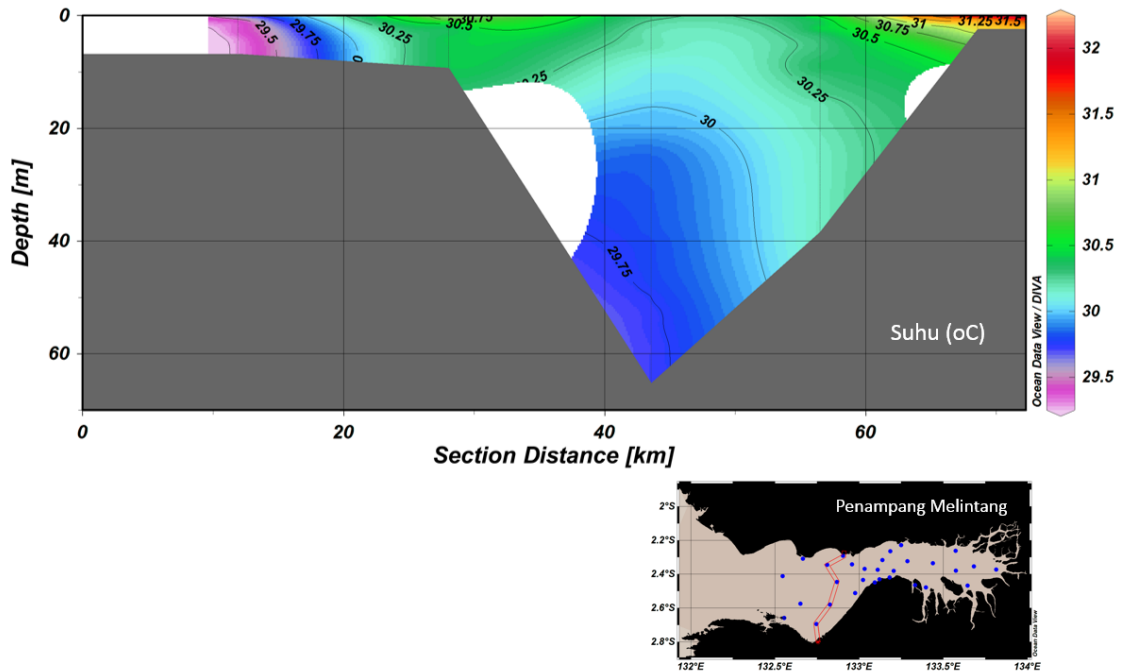 0
20
40
60
Depth [m]
0
20
40
60
Section Distance [km]
29.5
29.75
0
30.25
30.5
30.75
30.25
30
29.75
30.25
30.5
30.75
31
31.25
31.5
Suhu (oC)
32
31.5
31
30.5
30
29.5
Ocean Data View / DIVA
Penampang Melintang
2°S
2.2°S
2.4°S
2.6°S
2.8°S
132°E
132.5°E
133°E
133.5°E
134°E
Ocean Data View